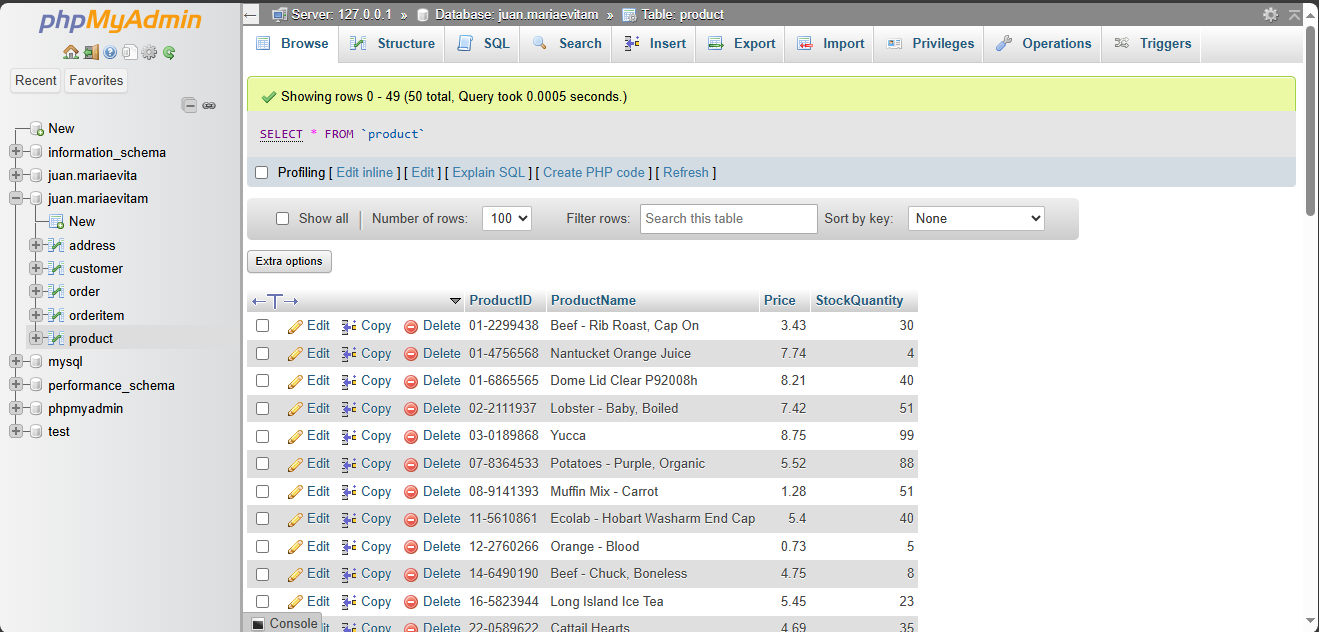 phpMyAdmin
Recent Favorites
New
information_schema
juan.mariaevita
juan.mariaevitam
New
address
customer
order
orderitem
product
mysql
performance_schema
phpmyadmin
test
Server: 127.0.0.1 » Database: juan.mariaevitam » Table: product
Browse Structure SQL Search Insert Export Import Privileges Operations Triggers
Showing rows 0 - 49 (50 total, Query took 0.0005 seconds.)
SELECT * FROM `product`
Profiling [ Edit inline ] [ Edit ] [ Explain SQL ] [ Create PHP code ] [ Refresh ]
Show all Number of rows: 100 Filter rows: Search this table Sort by key: None
Extra options
←T→ ProductID ProductName Price StockQuantity
Edit Copy Delete 01-2299438 Beef - Rib Roast, Cap On 3.43 30
Edit Copy Delete 01-4756568 Nantucket Orange Juice 7.74 4
Edit Copy Delete 01-6865565 Dome Lid Clear P92008h 8.21 40
Edit Copy Delete 02-2111937 Lobster - Baby, Boiled 7.42 51
Edit Copy Delete 03-0189868 Yucca 8.75 99
Edit Copy Delete 07-8364533 Potatoes - Purple, Organic 5.52 88
Edit Copy Delete 08-9141393 Muffin Mix - Carrot 1.28 51
Edit Copy Delete 11-5610861 Ecolab - Hobart Washarm End Cap 5.4 40
Edit Copy Delete 12-2760266 Orange - Blood 0.73 5
Edit Copy Delete 14-6490190 Beef - Chuck, Boneless 4.75 8
Edit Copy Delete 16-5823944 Long Island Ice Tea 5.45 23
Copy Delete 22-0589622 Cattail Hearts 4.69 35
Console